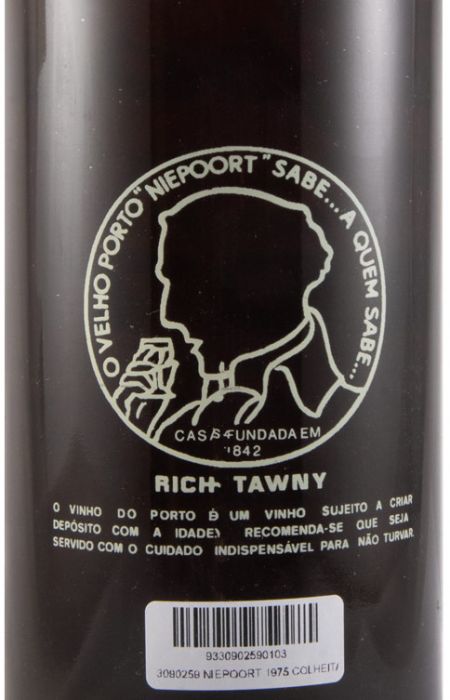 O VELHO PORTO "NIEPOORT" SABE... A QUEM SABE...
CASA FUNDADA EM
1842
RICH TAWNY
O VINHO DO PORTO É UM VINHO SUJEITO A CRIAR
DEPÓSITO COM A IDADE, RECOMENDA-SE QUE SEJA
SERVIDO COM O CUIDADO INDISPENSÁVEL PARA NÃO TURVAR.
9330902590103
3090259 NIEPOORT 1975 COLHEITA